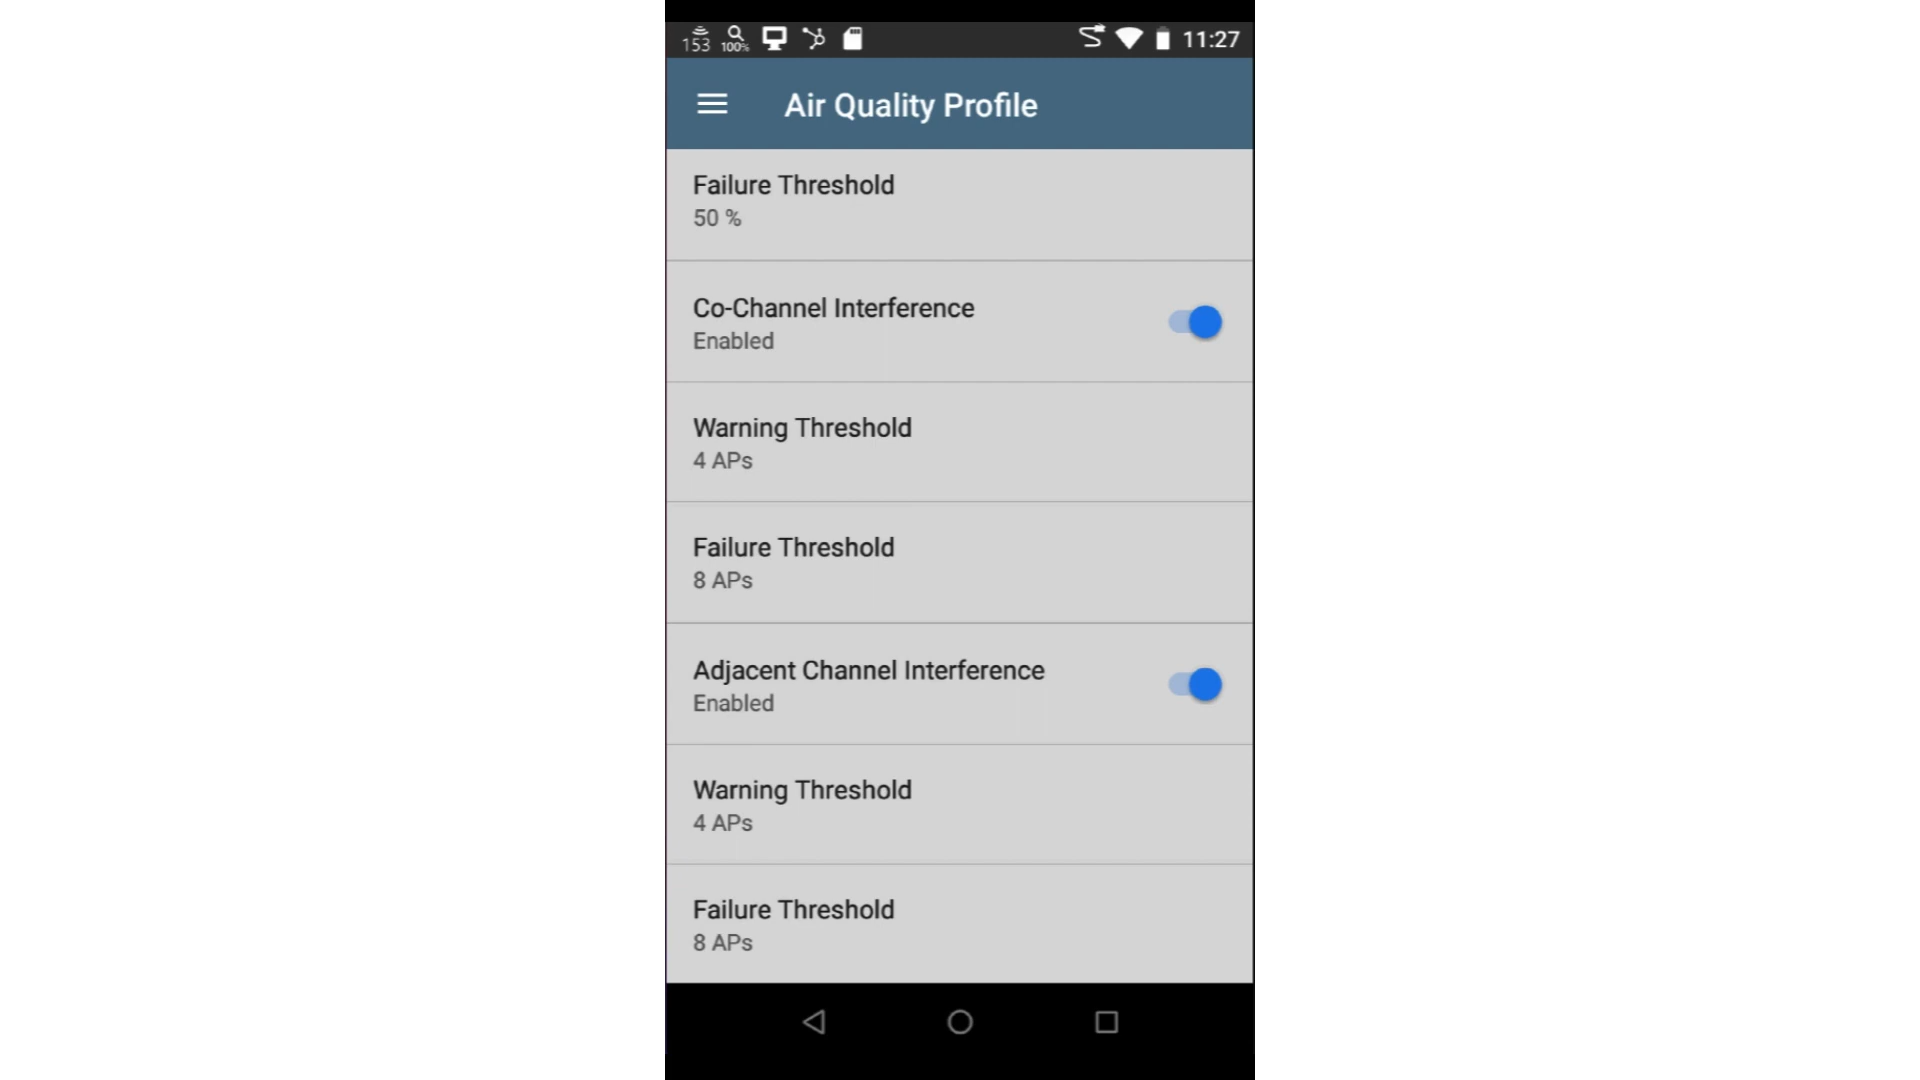 153 100% 11:27
Air Quality Profile
Failure Threshold
50 %
Co-Channel Interference
Enabled
Warning Threshold
4 APs
Failure Threshold
8 APs
Adjacent Channel Interference
Enabled
Warning Threshold
4 APs
Failure Threshold
8 APs